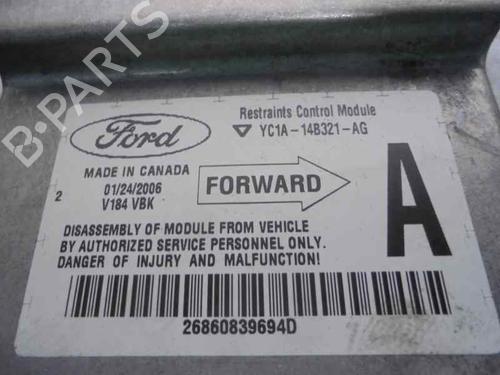 Ford
Restraints Control Module
YC1A-14B321-AG
MADE IN CANADA
2
01/24/2006
V184 VBK
FORWARD
A
DISASSEMBLY OF MODULE FROM VEHICLE
BY AUTHORIZED SERVICE PERSONNEL ONLY.
DANGER OF INJURY AND MALFUNCTION!
26860839694D